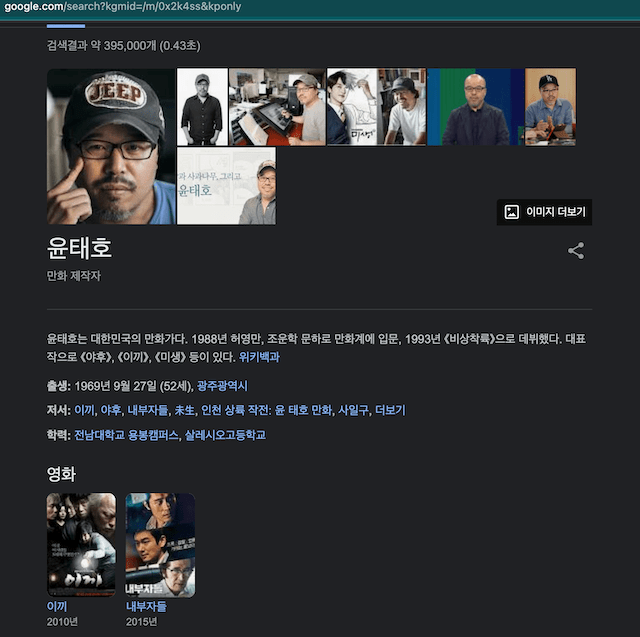 google.com/search?kgmid=/m/0x2k4ss&kponly
검색결과 약 395,000개 (0.43초)
JEEP
미생
과 사과나무, 그리고
윤태호
이미지 더보기
윤태호
만화 제작자
윤태호는 대한민국의 만화가다. 1988년 허영만, 조운학 문하로 만화계에 입문, 1993년 《비상착륙》으로 데뷔했다. 대표
작으로 《야후》, 《이끼》, 《미생》 등이 있다. 위키백과
출생: 1969년 9월 27일 (52세), 광주광역시
저서: 이끼, 야후, 내부자들, 未生, 인천 상륙 작전: 윤 태호 만화, 사일구, 더보기
학력: 전남대학교 용봉캠퍼스, 살레시오고등학교
영화
이끼
내부자들
이끼
내부자들
2010년
2015년